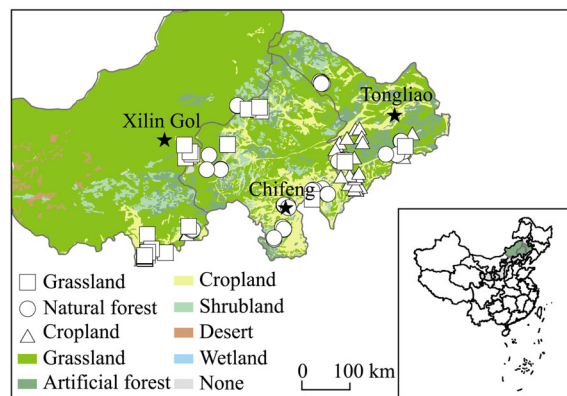 Tongliao
Xilin Gol
Chifeng
Grassland
Natural forest
Cropland
Grassland
Artificial forest
Cropland
Shrubland
Desert
Wetland
None
0 100 km